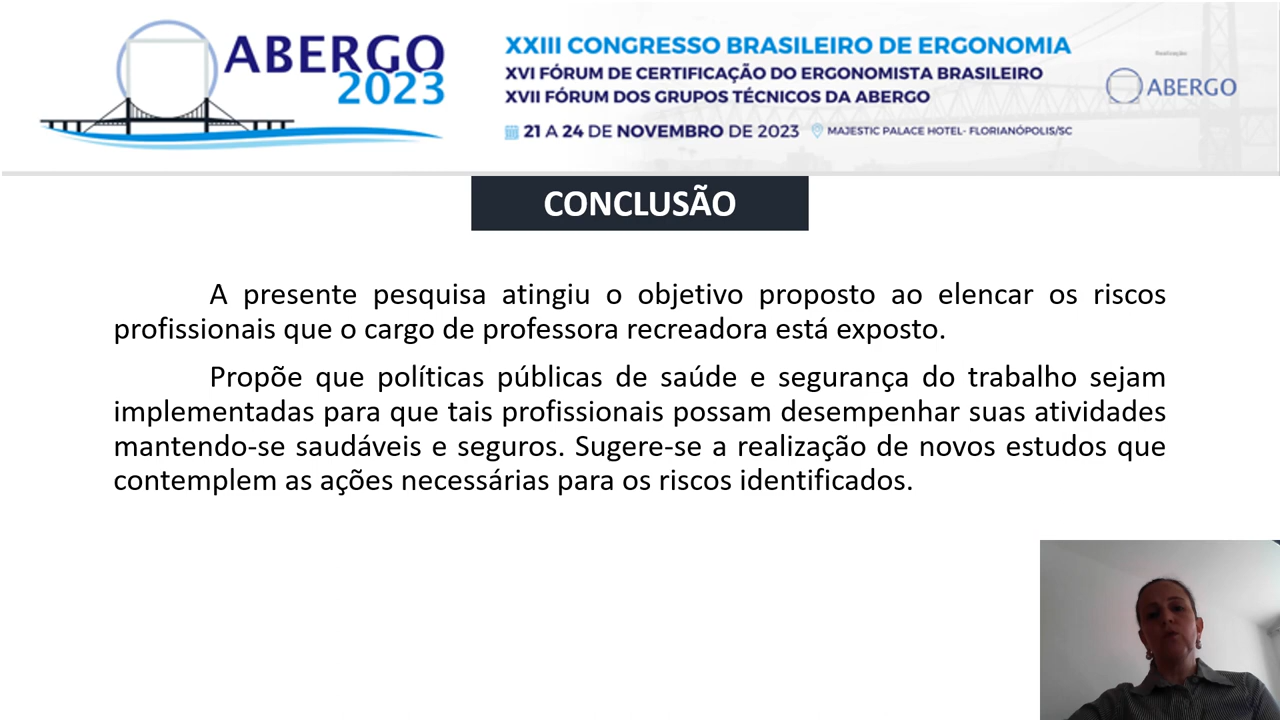 ABERGO
2023
XXIII CONGRESSO BRASILEIRO DE ERGONOMIA
XVI FÓRUM DE CERTIFICAÇÃO DO ERGONOMISTA BRASILEIRO
XVII FÓRUM DOS GRUPOS TÉCNICOS DA ABERGO
21 A 24 DE NOVEMBRO DE 2023 MAJESTIC PALACE HOTEL- FLORIANÓPOLIS/SC
Realização
ABERGO
CONCLUSÃO
A presente pesquisa atingiu o objetivo proposto ao elencar os riscos
profissionais que o cargo de professora recreadora está exposto.
Propõe que políticas públicas de saúde e segurança do trabalho sejam
implementadas para que tais profissionais possam desempenhar suas atividades
mantendo-se saudáveis e seguros. Sugere-se a realização de novos estudos que
contemplem as ações necessárias para os riscos identificados.